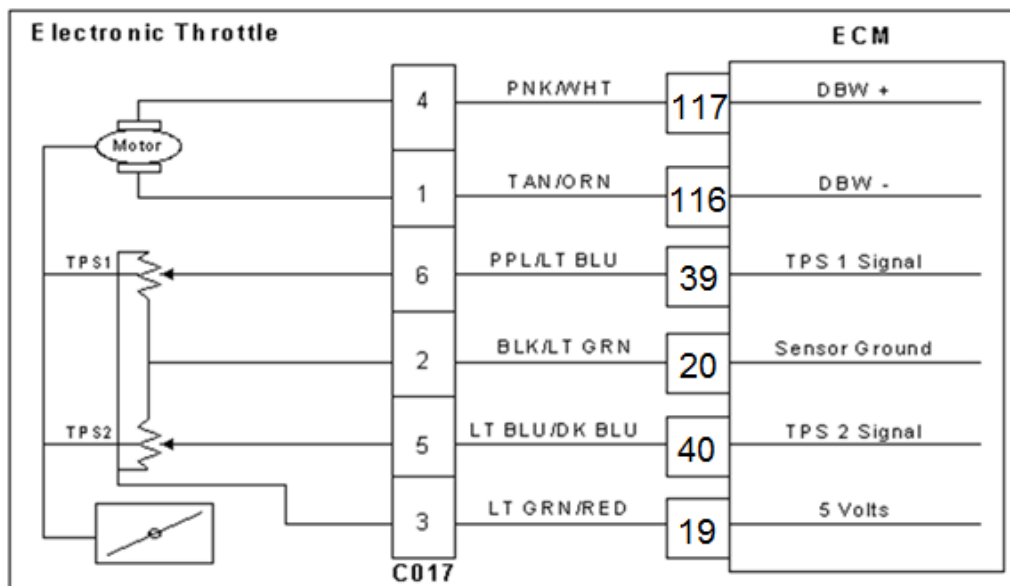 Electronic Throttle
ECM
4 PNK/WHT 117 DBW +
Motor
1 TAN/ORN 116 DBW -
TPS1 6 PPL/LT BLU 39 TPS 1 Signal
2 BLK/LT GRN 20 Sensor Ground
TPS2 5 LT BLU/DK BLU 40 TPS 2 Signal
3 LT GRN/RED 19 5 Volts
C017